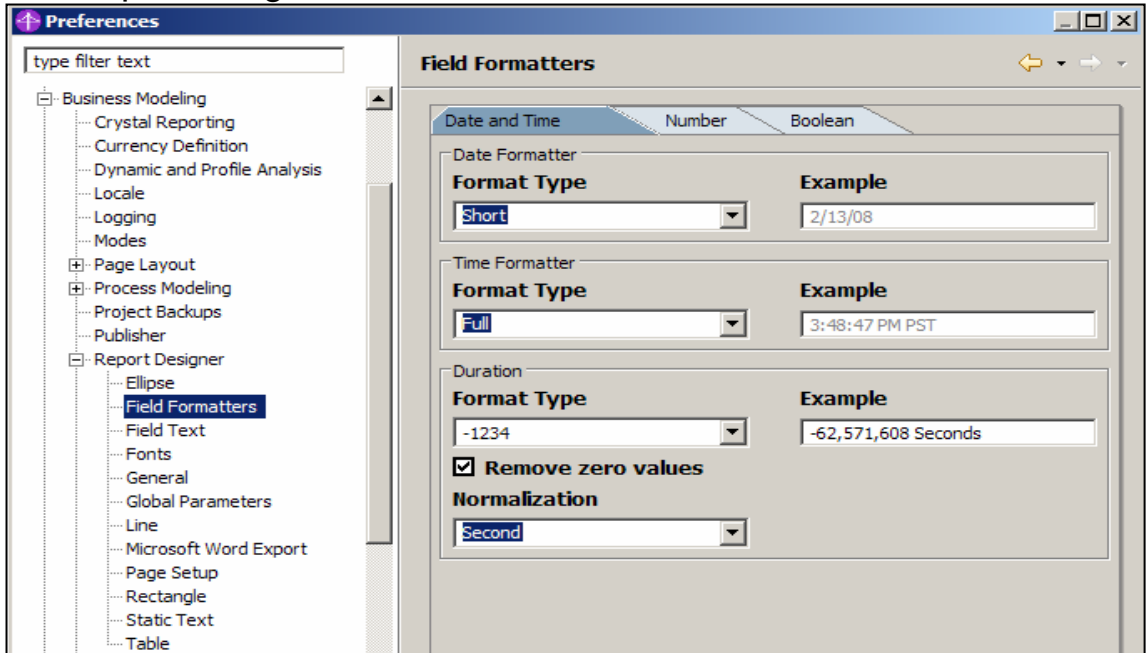 Preferences
type filter text
Business Modeling
Crystal Reporting
Currency Definition
Dynamic and Profile Analysis
Locale
Logging
Modes
Page Layout
Process Modeling
Project Backups
Publisher
Report Designer
Ellipse
Field Formatters
Field Text
Fonts
General
Global Parameters
Line
Microsoft Word Export
Page Setup
Rectangle
Static Text
Table
Field Formatters
Date and Time Number Boolean
Date Formatter
Format Type Example
Short 2/13/08
Time Formatter
Format Type Example
Full 3:48:47 PM PST
Duration
Format Type Example
-1234 -62,571,608 Seconds
Remove zero values
Normalization
Second